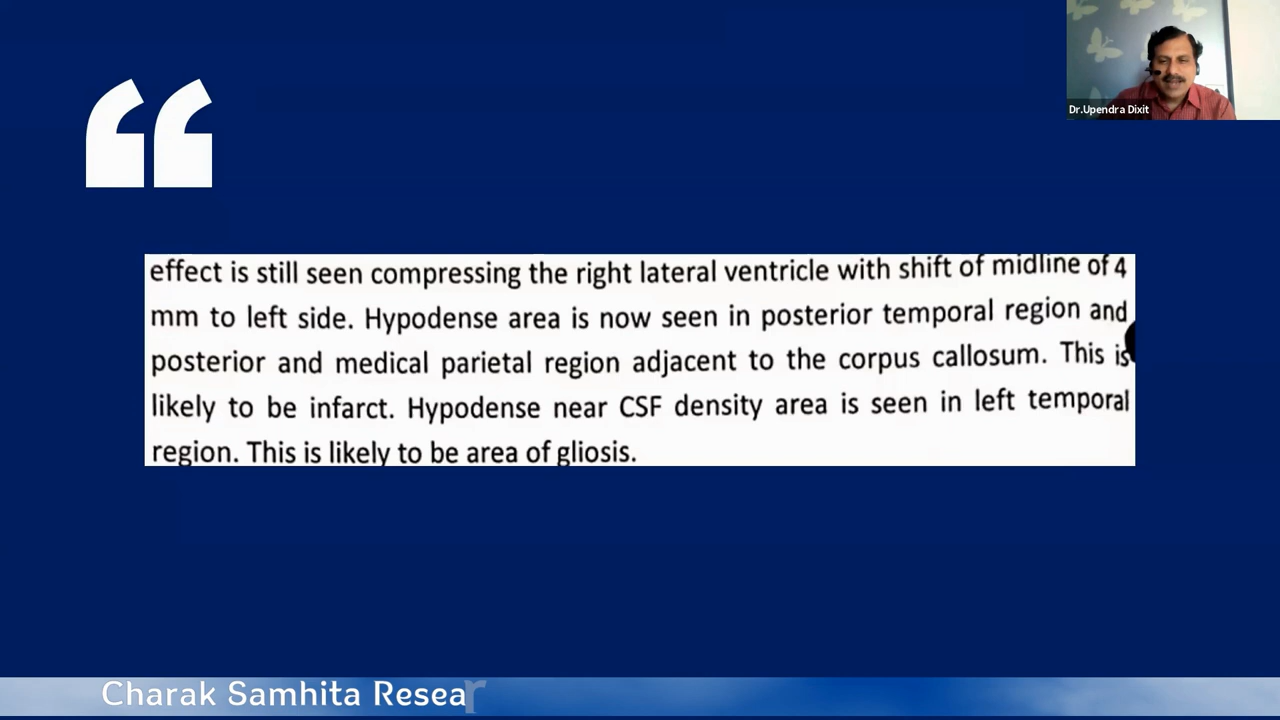 Dr.Upendra Dixit
effect is still seen compressing the right lateral ventricle with shift of midline of 4
mm to left side. Hypodense area is now seen in posterior temporal region and
posterior and medical parietal region adjacent to the corpus callosum. This is
likely to be infarct. Hypodense near CSF density area is seen in left temporal
region. This is likely to be area of gliosis.
Charak Samhita Resear